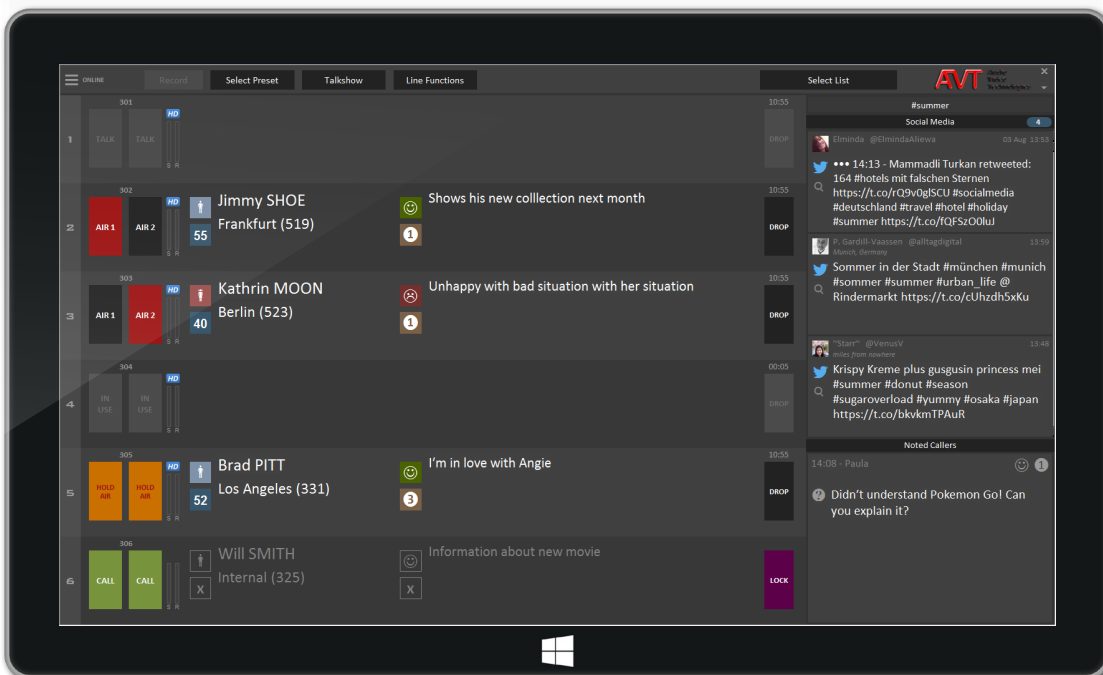 ONLINE
Record
Select Preset
Talkshow
Line Functions
Select List
AVT
301
HD
10:55
1
TALK
TALK
DROP
S R
302
HD
10:55
2
AIR 1
AIR 2
Jimmy SHOE
Frankfurt (519)
55
Shows his new colllection next month
1
DROP
S R
303
HD
10:55
3
AIR 1
AIR 2
Kathrin MOON
Berlin (523)
40
Unhappy with bad situation with her situation
1
DROP
S R
304
HD
00:05
4
IN USE
IN USE
DROP
S R
305
HD
10:55
5
HOLD AIR
HOLD AIR
Brad PITT
Los Angeles (331)
52
I'm in love with Angie
3
DROP
S R
306
6
CALL
CALL
Will SMITH
Internal (325)
X
Information about new movie
X
LOCK
S R
#summer
Social Media
4
Elminda @ElmindaAliewa 03 Aug 13:53
••• 14:13 - Mammadli Turkan retweeted:
164 #hotels mit falschen Sternen
https://t.co/rQ9v0glSCU #socialmedia
#deutschland #travel #hotel #holiday
#summer https://t.co/fQFSzO0luJ
P. Gardill-Vaassen @alltagdigital 13:59
Munich, Germany
Sommer in der Stadt #münchen #munich
#sommer #summer #urban_life @
Rindermarkt https://t.co/cUhzdh5xKu
"Starr" @VenusV 13:48
miles from nowhere
Krispy Kreme plus gusgusin princess mei
#summer #donut #season
#sugaroverload #yummy #osaka #japan
https://t.co/bkvkmTPAuR
Noted Callers
14:08 - Paula
1
Didn't understand Pokemon Go! Can
you explain it?